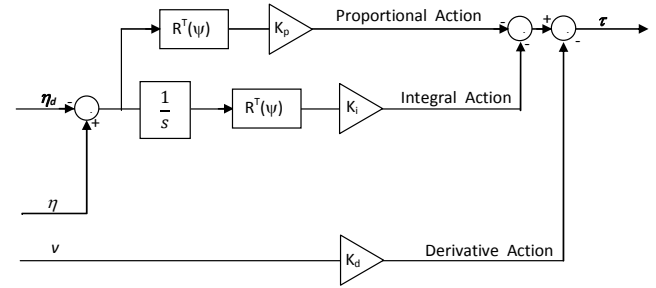 Proportional Action
R^T(ψ)
K_p
-
-
+
-
τ
η_d
-
+
1
s
R^T(ψ)
K_i
Integral Action
η
ν
K_d
Derivative Action